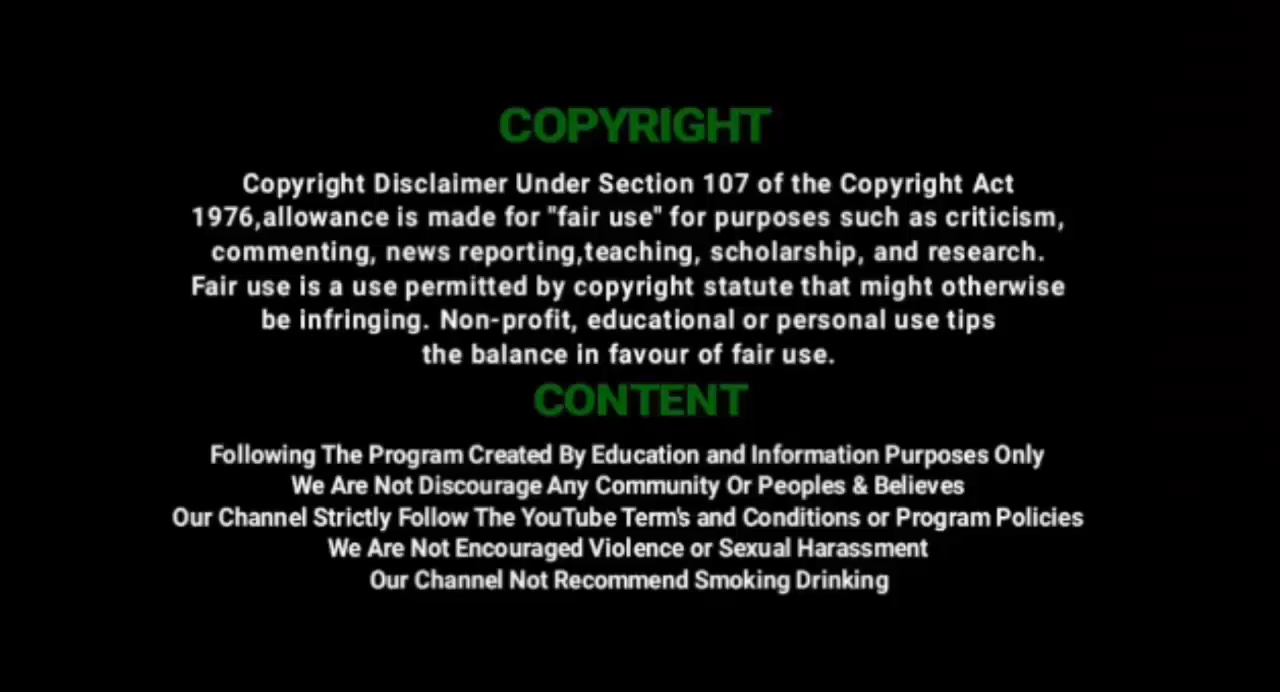 COPYRIGHT
Copyright Disclaimer Under Section 107 of the Copyright Act
1976,allowance is made for "fair use" for purposes such as criticism,
commenting, news reporting,teaching, scholarship, and research.
Fair use is a use permitted by copyright statute that might otherwise
be infringing. Non-profit, educational or personal use tips
the balance in favour of fair use.
CONTENT
Following The Program Created By Education and Information Purposes Only
We Are Not Discourage Any Community Or Peoples & Believes
Our Channel Strictly Follow The YouTube Term's and Conditions or Program Policies
We Are Not Encouraged Violence or Sexual Harassment
Our Channel Not Recommend Smoking Drinking